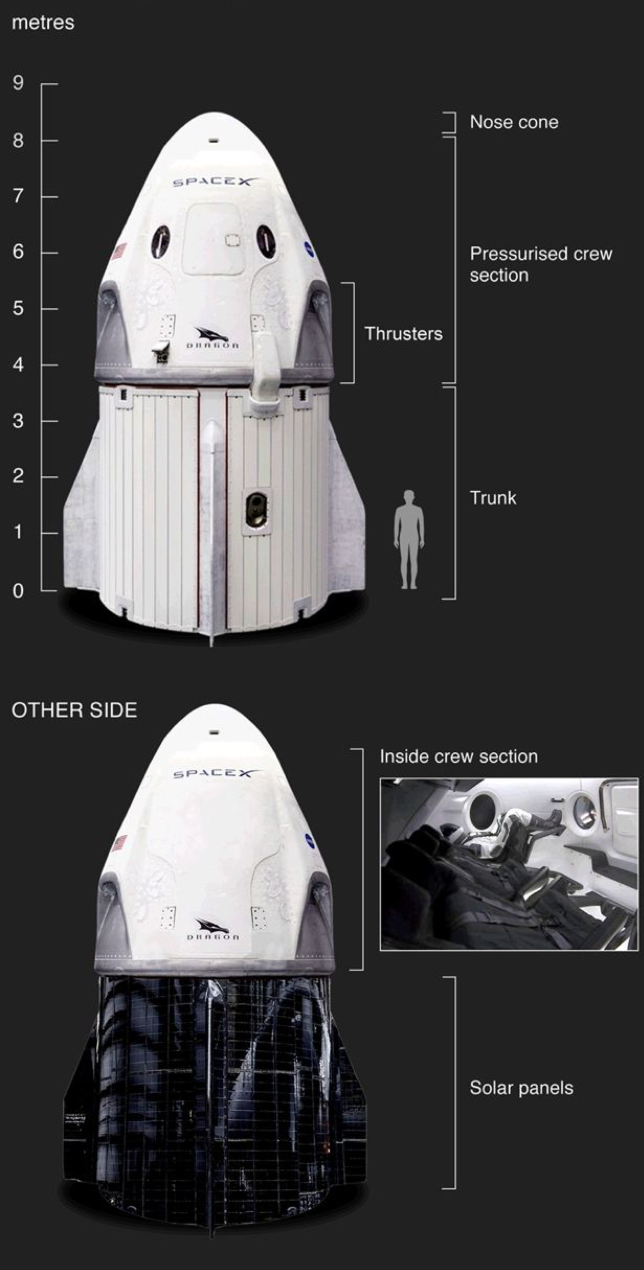 metres
9
8
7
6
5
4
3
2
1
0
SPACEX
DRAGON
Nose cone
Pressurised crew
section
Thrusters
Trunk
OTHER SIDE
SPACEX
DRAGON
Inside crew section
Solar panels